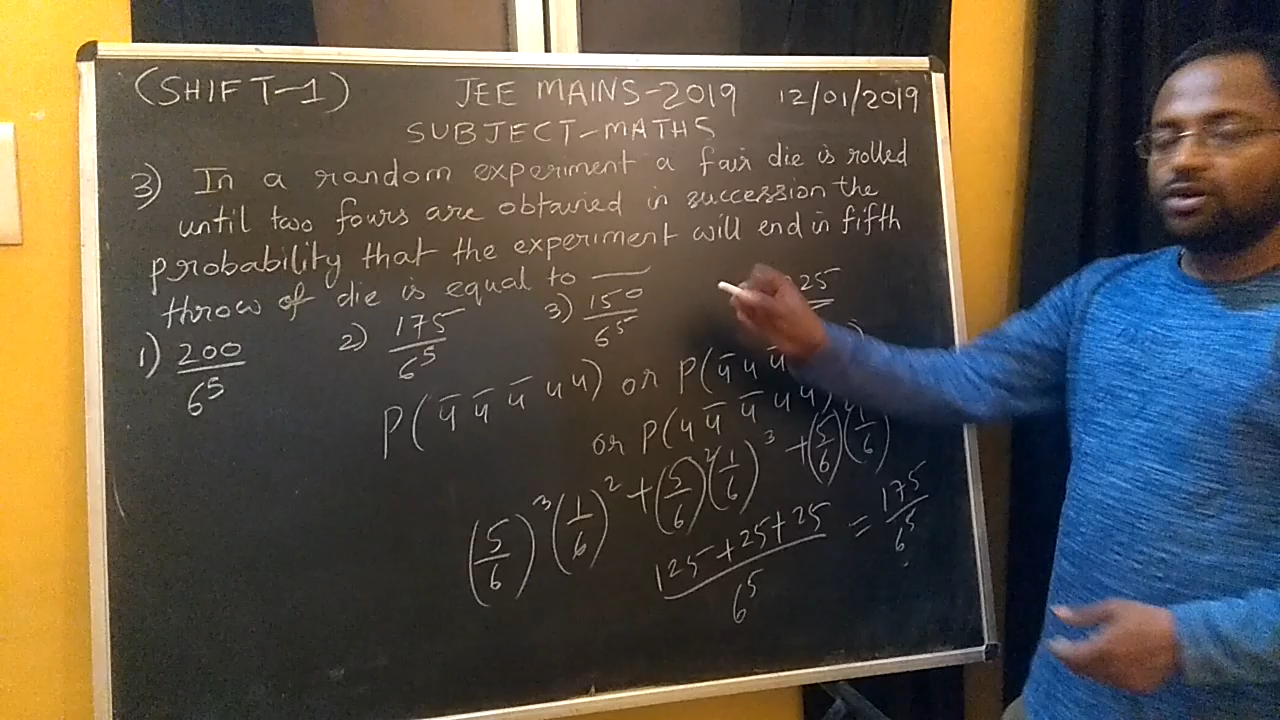 (SHIFT-1) JEE MAINS-2019 12/01/2019
SUBJECT-MATHS
3) In a random experiment a fair die is rolled
until two fours are obtained in succession the
probability that the experiment will end in fifth
throw of die is equal to ___
1) 200/6⁵ 2) 175/6⁵ 3) 150/6⁵ 25
P(4̄ 4̄ 4̄ 4 4) or P(4̄ 4 4̄
or P(4 4̄ 4̄ 4 4)
(5/6)³(1/6)² + (5/6)²(1/6)³ + (5/6)²(1/6)
(125+25+25)/6⁵ = 175/6⁵